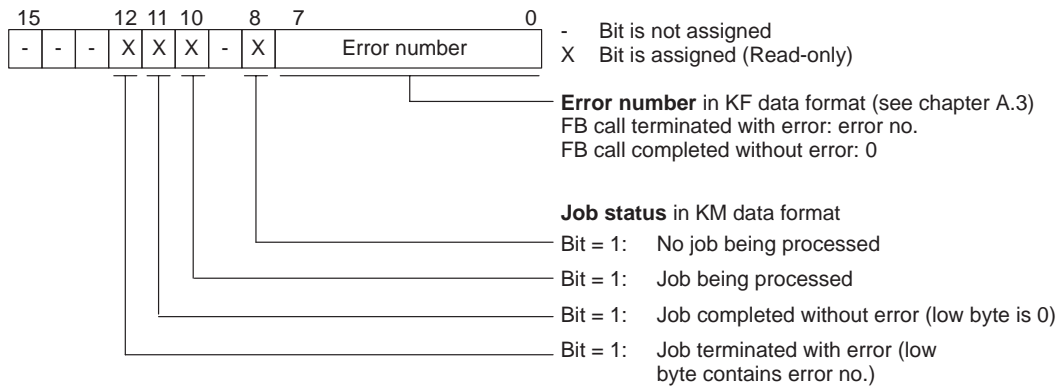 15 12 11 10 8 7 0
- - - X X X - X Error number
- Bit is not assigned
X Bit is assigned (Read-only)
Error number in KF data format (see chapter A.3)
FB call terminated with error: error no.
FB call completed without error: 0
Job status in KM data format
Bit = 1: No job being processed
Bit = 1: Job being processed
Bit = 1: Job completed without error (low byte is 0)
Bit = 1: Job terminated with error (low
byte contains error no.)